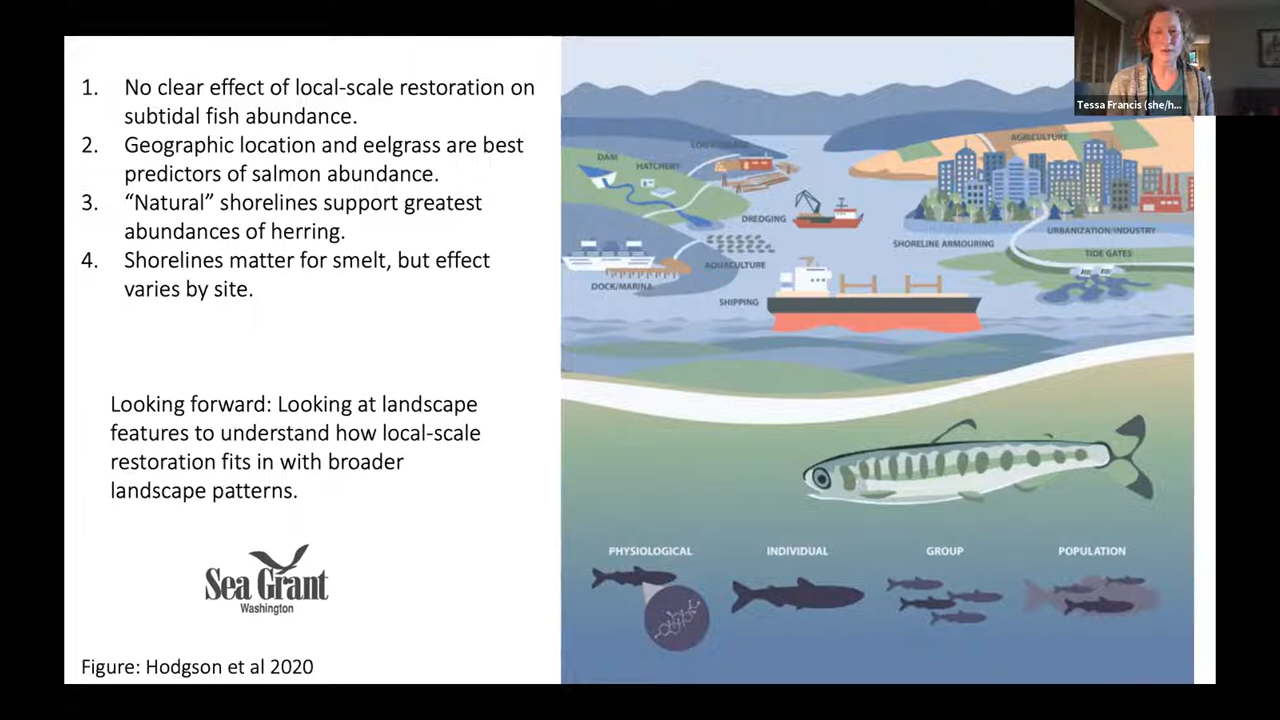 1. No clear effect of local-scale restoration on
subtidal fish abundance.
2. Geographic location and eelgrass are best
predictors of salmon abundance.
3. “Natural” shorelines support greatest
abundances of herring.
4. Shorelines matter for smelt, but effect
varies by site.
Looking forward: Looking at landscape
features to understand how local-scale
restoration fits in with broader
landscape patterns.
Sea Grant
Washington
Figure: Hodgson et al 2020
Tessa Francis (she/h...
AGRICULTURE
DAM
HATCHERY
DREDGING
URBANIZATION/INDUSTRY
SHORELINE ARMOURING
TIDE GATES
AQUACULTURE
DOCK/MARINA
SHIPPING
PHYSIOLOGICAL
INDIVIDUAL
GROUP
POPULATION